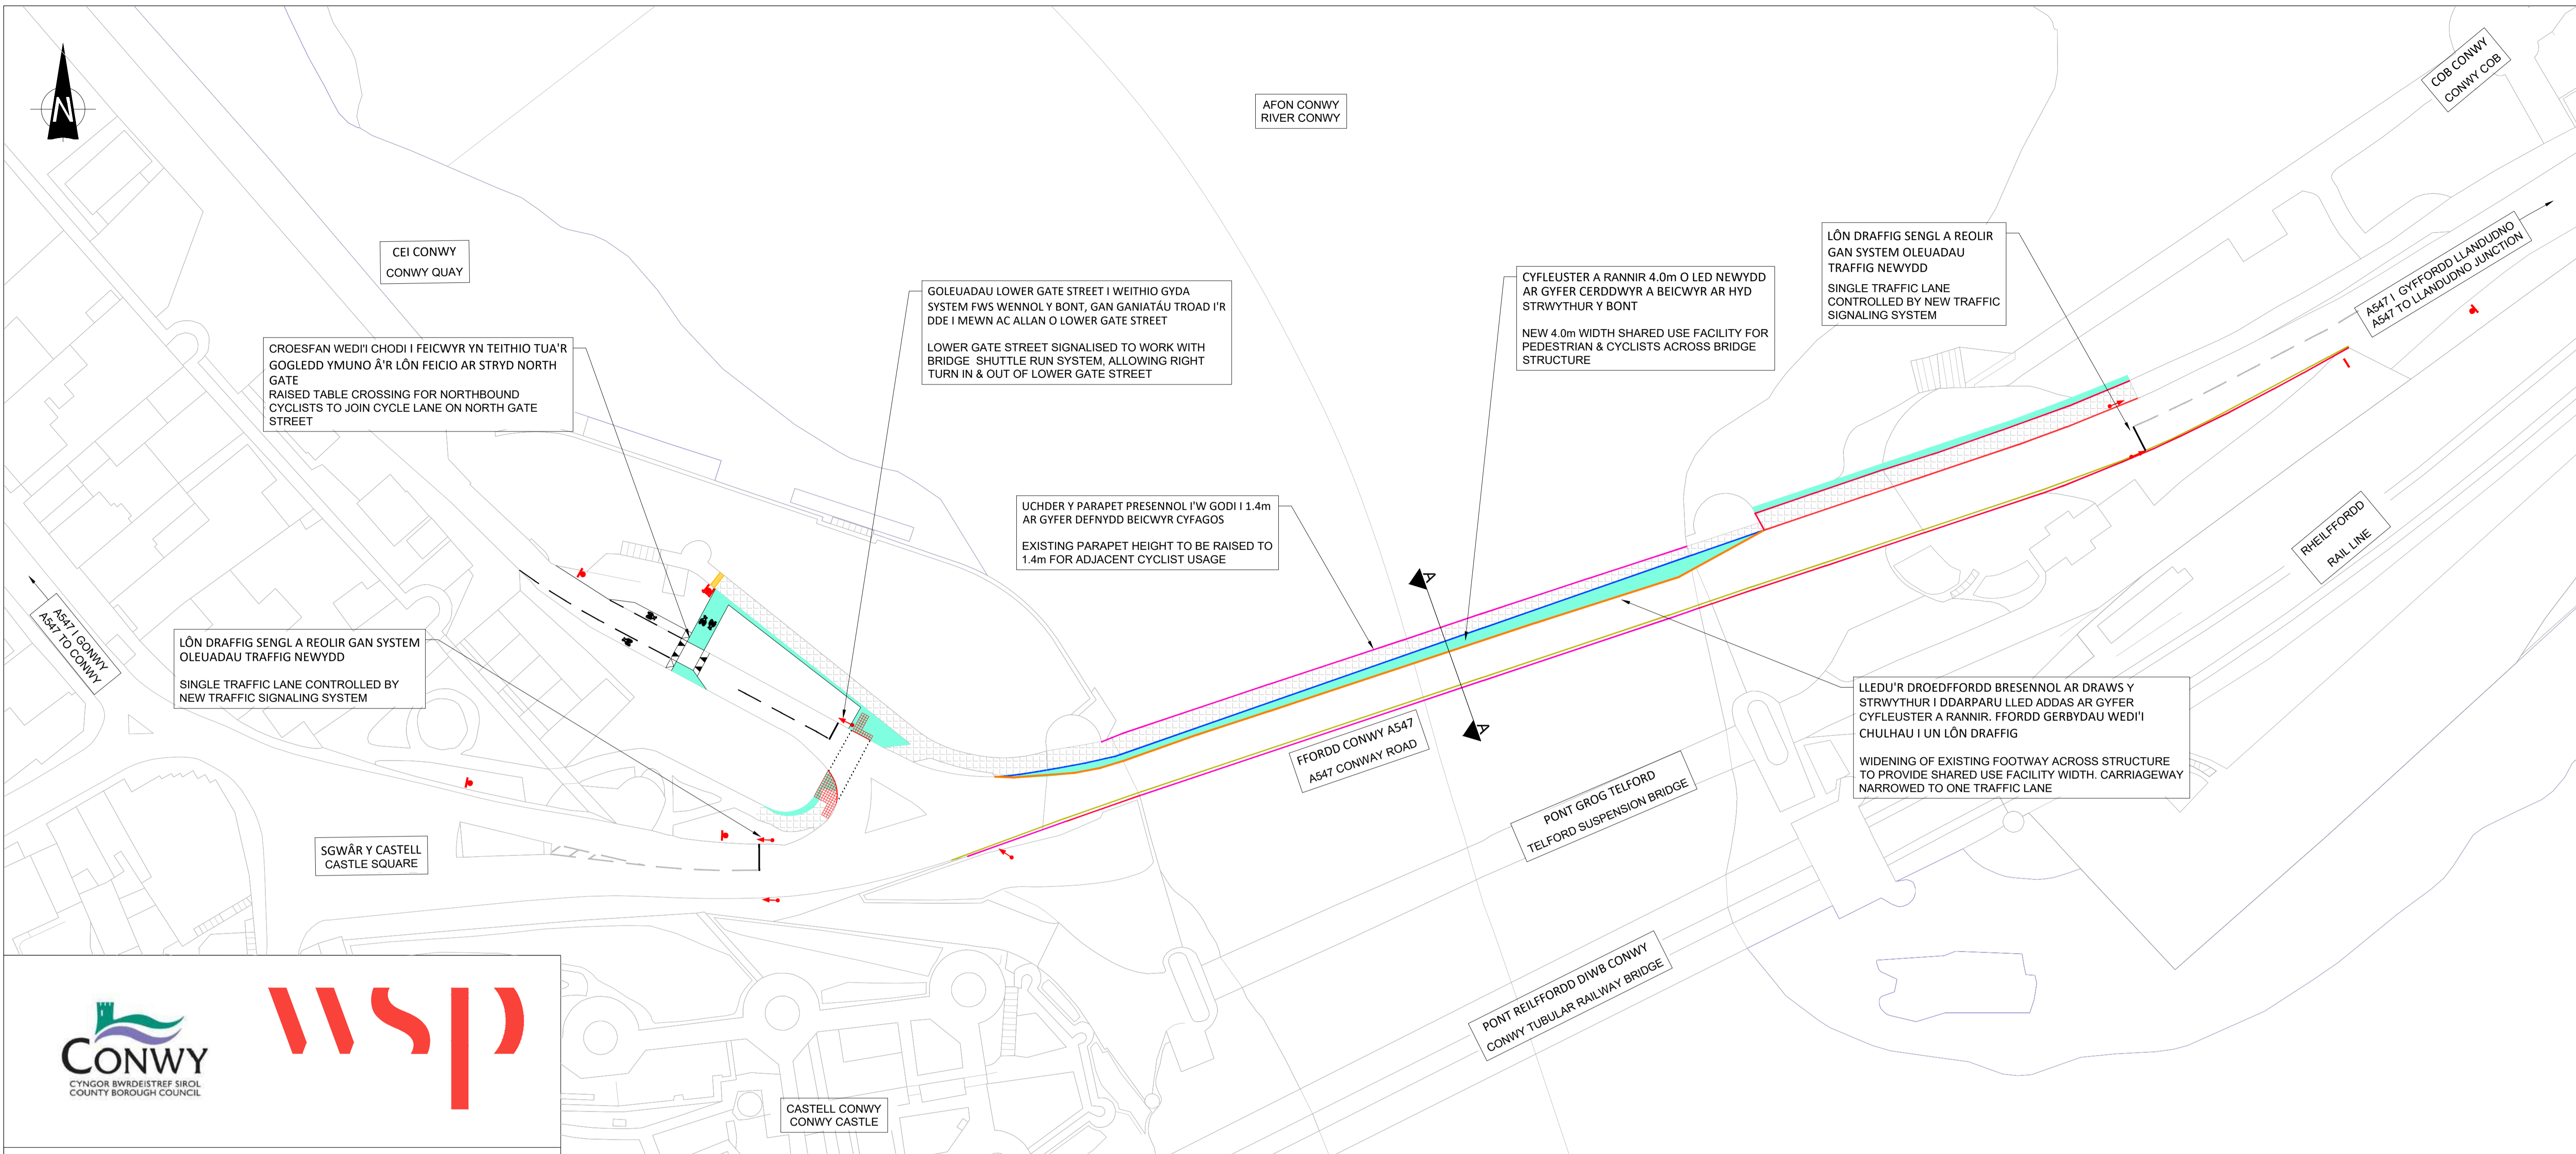 N
AFON CONWY
RIVER CONWY
COB CONWY
CONWY COB
CEI CONWY
CONWY QUAY
LÔN DRAFFIG SENGL A REOLIR
GAN SYSTEM OLEUADAU
TRAFFIG NEWYDD
SINGLE TRAFFIC LANE
CONTROLLED BY NEW TRAFFIC
SIGNALING SYSTEM
A547 I GYFFORDD LLANDUDNO
A547 TO LLANDUDNO JUNCTION
CYFLEUSTER A RANNIR 4.0m O LED NEWYDD
AR GYFER CERDDWYR A BEICWYR AR HYD
STRWYTHUR Y BONT
NEW 4.0m WIDTH SHARED USE FACILITY FOR
PEDESTRIAN & CYCLISTS ACROSS BRIDGE
STRUCTURE
GOLEUADAU LOWER GATE STREET I WEITHIO GYDA
SYSTEM FWS WENNOL Y BONT, GAN GANIATÁU TROAD I'R
DDE I MEWN AC ALLAN O LOWER GATE STREET
LOWER GATE STREET SIGNALISED TO WORK WITH
BRIDGE SHUTTLE RUN SYSTEM, ALLOWING RIGHT
TURN IN & OUT OF LOWER GATE STREET
CROESFAN WEDI'I CHODI I FEICWYR YN TEITHIO TUA'R
GOGLEDD YMUNO Â'R LÔN FEICIO AR STRYD NORTH
GATE
RAISED TABLE CROSSING FOR NORTHBOUND
CYCLISTS TO JOIN CYCLE LANE ON NORTH GATE
STREET
UCHDER Y PARAPET PRESENNOL I'W GODI I 1.4m
AR GYFER DEFNYDD BEICWYR CYFAGOS
EXISTING PARAPET HEIGHT TO BE RAISED TO
1.4m FOR ADJACENT CYCLIST USAGE
RHEILFFORDD
RAIL LINE
A
A
A547 I GONWY
A547 TO CONWY
LÔN DRAFFIG SENGL A REOLIR GAN SYSTEM
OLEUADAU TRAFFIG NEWYDD
SINGLE TRAFFIC LANE CONTROLLED BY
NEW TRAFFIC SIGNALING SYSTEM
FFORDD CONWY A547
A547 CONWAY ROAD
LLEDU'R DROEDFFORDD BRESENNOL AR DRAWS Y
STRWYTHUR I DDARPARU LLED ADDAS AR GYFER
CYFLEUSTER A RANNIR. FFORDD GERBYDAU WEDI'I
CHULHAU I UN LÔN DRAFFIG
WIDENING OF EXISTING FOOTWAY ACROSS STRUCTURE
TO PROVIDE SHARED USE FACILITY WIDTH. CARRIAGEWAY
NARROWED TO ONE TRAFFIC LANE
PONT GROG TELFORD
TELFORD SUSPENSION BRIDGE
SGWÂR Y CASTELL
CASTLE SQUARE
PONT REILFFORDD DIWB CONWY
CONWY TUBULAR RAILWAY BRIDGE
CASTELL CONWY
CONWY CASTLE
CONWY
CYNGOR BWRDEISTREF SIROL
COUNTY BOROUGH COUNCIL
wsp